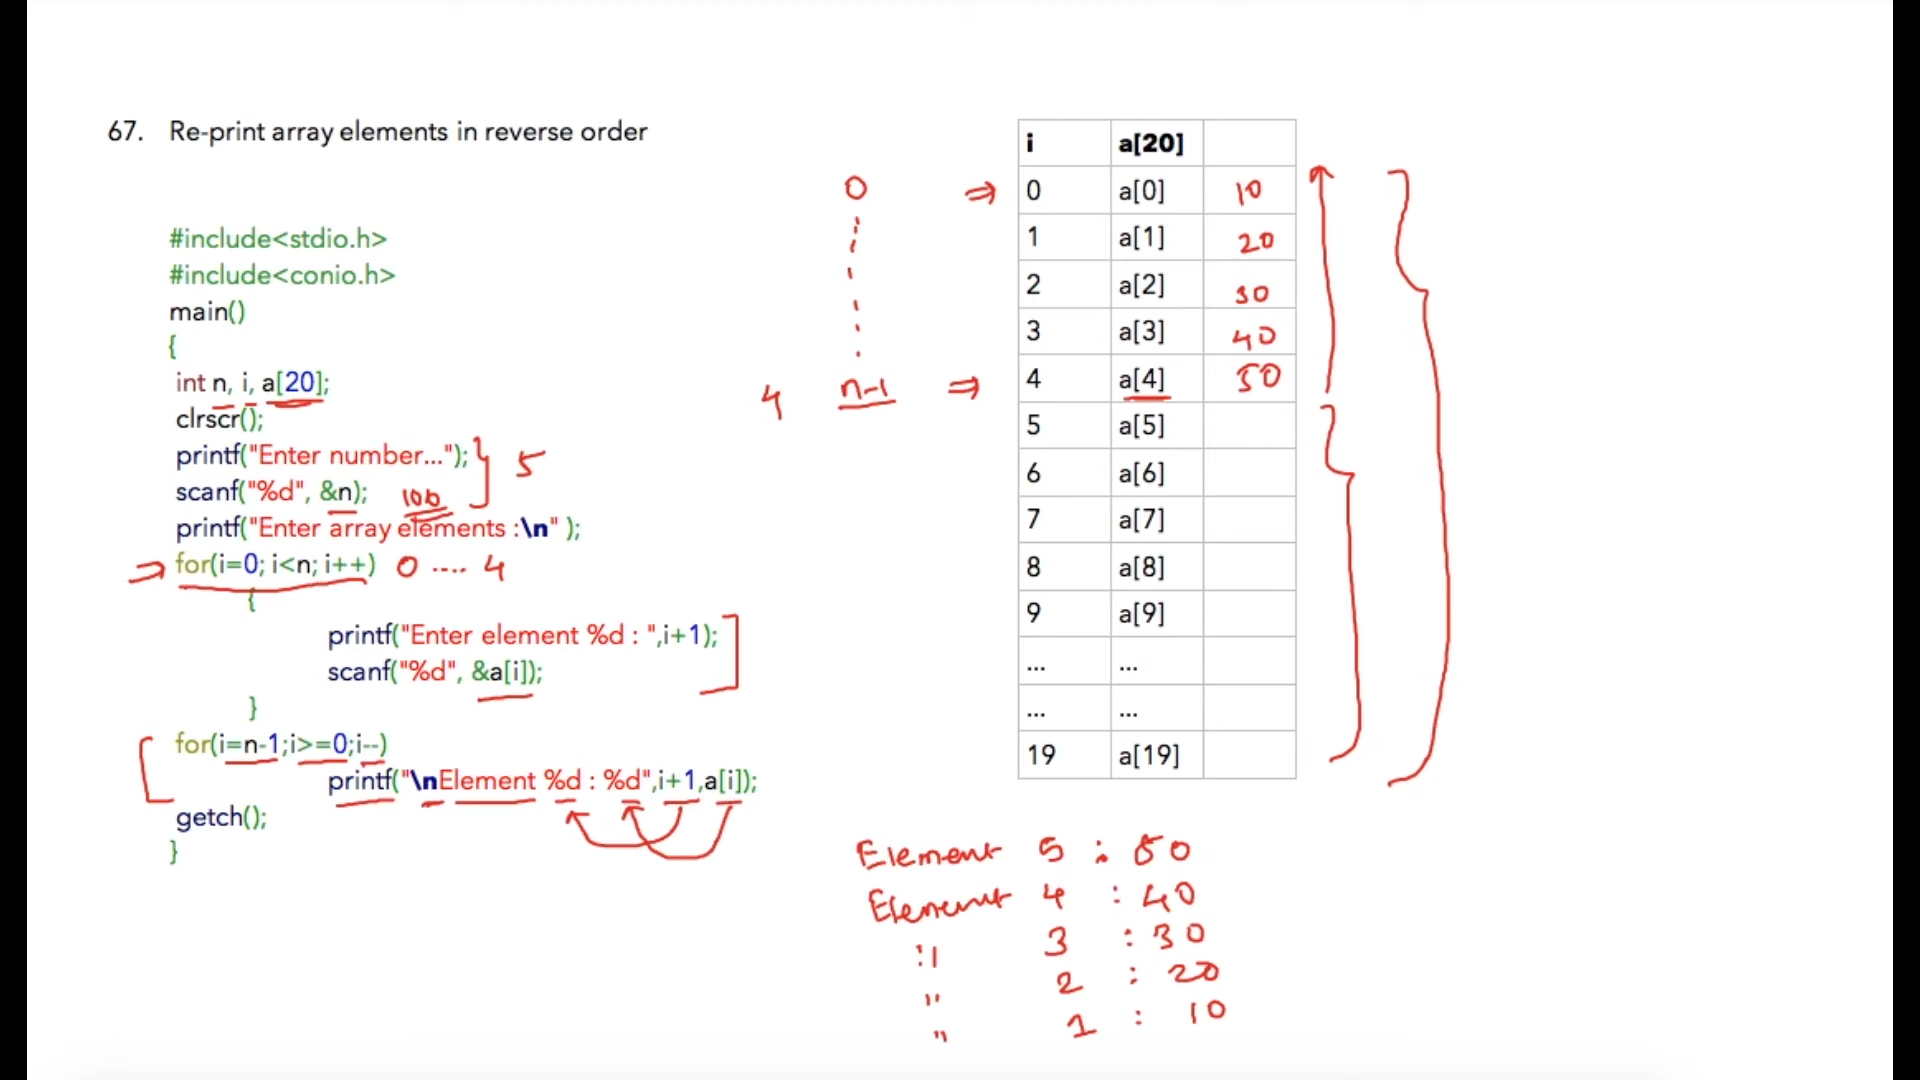 67. Re-print array elements in reverse order
#include<stdio.h>
#include<conio.h>
main()
{
int n, i, a[20];
clrscr();
printf("Enter number...");
5
scanf("%d", &n);
100
printf("Enter array elements :\n" );
for(i=0; i<n; i++) 0 .... 4
{
printf("Enter element %d : ",i+1);
scanf("%d", &a[i]);
}
for(i=n-1;i>=0;i--)
printf("\nElement %d : %d",i+1,a[i]);
getch();
}
0
4 n-1
i a[20]
0 a[0] 10
1 a[1] 20
2 a[2] 30
3 a[3] 40
4 a[4] 50
5 a[5]
6 a[6]
7 a[7]
8 a[8]
9 a[9]
... ...
... ...
19 a[19]
Element 5 : 50
Element 4 : 40
" 3 : 30
" 2 : 20
" 1 : 10